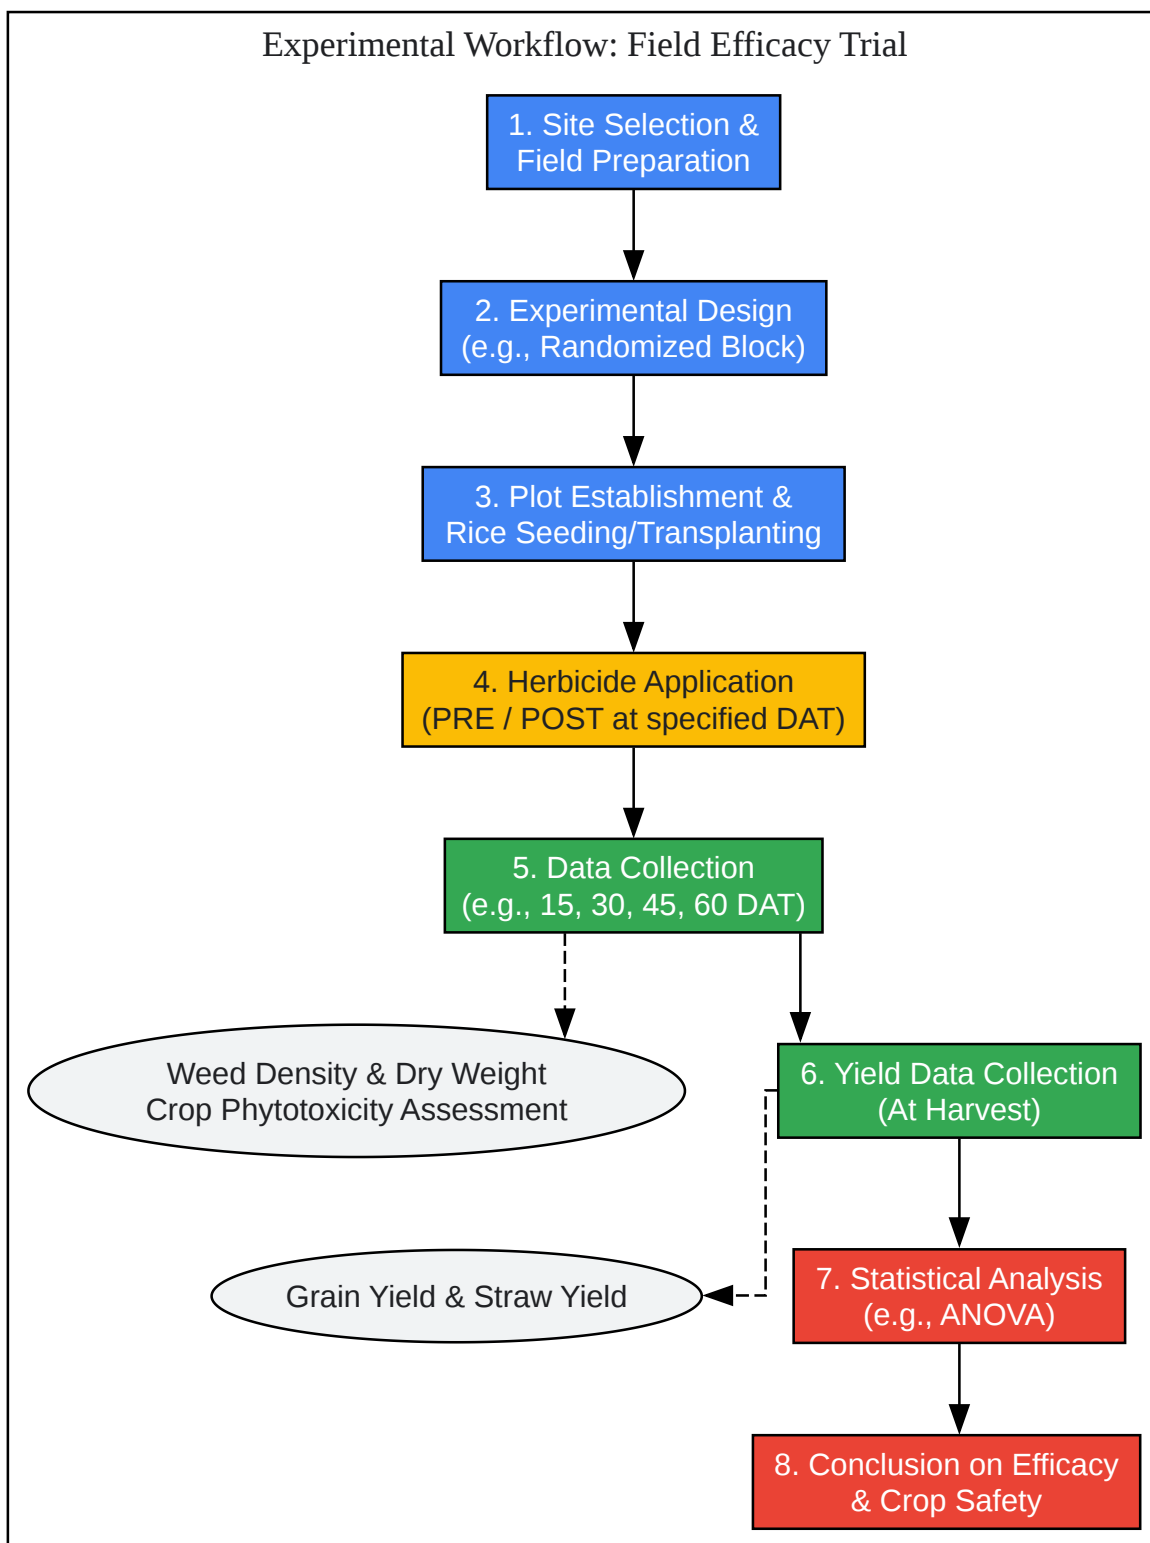 Experimental Workflow: Field Efficacy Trial
1. Site Selection &
Field Preparation
2. Experimental Design
(e.g., Randomized Block)
3. Plot Establishment &
Rice Seeding/Transplanting
4. Herbicide Application
(PRE / POST at specified DAT)
5. Data Collection
(e.g., 15, 30, 45, 60 DAT)
Weed Density & Dry Weight
Crop Phytotoxicity Assessment
6. Yield Data Collection
(At Harvest)
Grain Yield & Straw Yield
7. Statistical Analysis
(e.g., ANOVA)
8. Conclusion on Efficacy
& Crop Safety